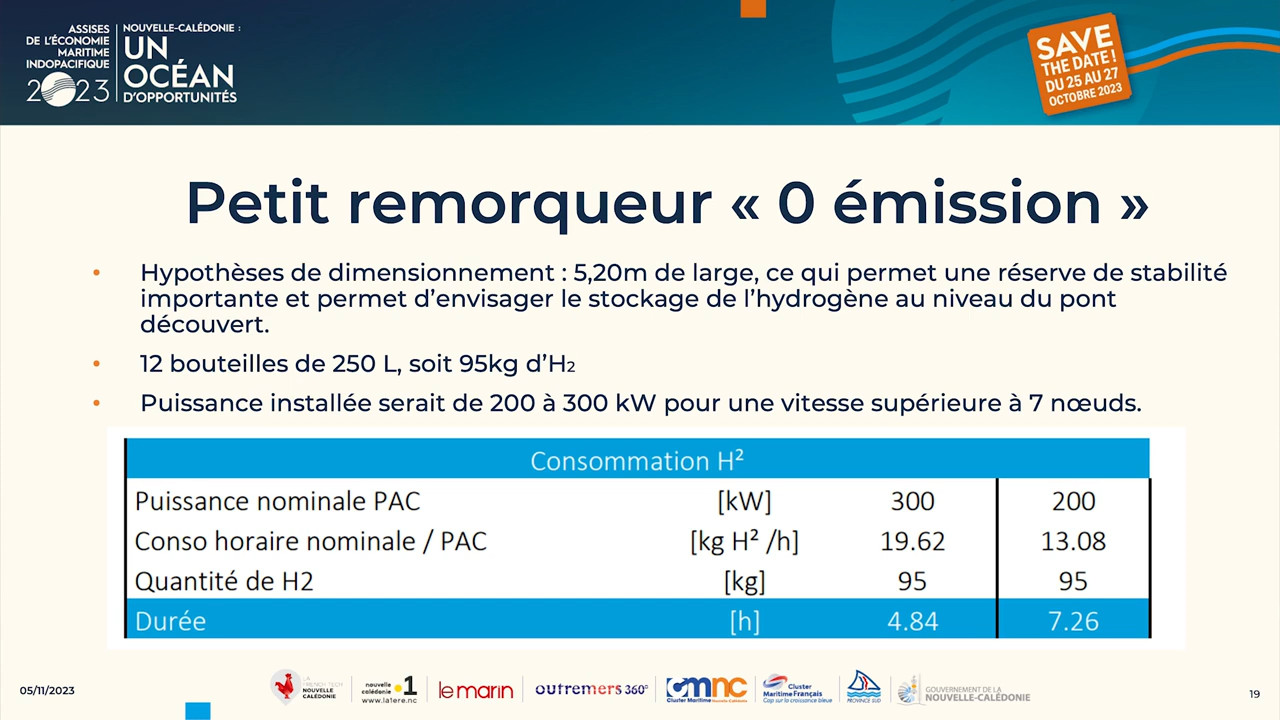 ASSISES
DE L'ÉCONOMIE
MARITIME
INDOPACIFIQUE
2023
NOUVELLE-CALÉDONIE :
UN
OCÉAN
D'OPPORTUNITÉS
SAVE
THE DATE !
DU 25 AU 27
OCTOBRE 2023
Petit remorqueur « 0 émission »
• Hypothèses de dimensionnement : 5,20m de large, ce qui permet une réserve de stabilité
importante et permet d'envisager le stockage de l'hydrogène au niveau du pont
découvert.
• 12 bouteilles de 250 L, soit 95kg d'H2
• Puissance installée serait de 200 à 300 kW pour une vitesse supérieure à 7 nœuds.
Consommation H²
Puissance nominale PAC [kW] 300 200
Conso horaire nominale / PAC [kg H² /h] 19.62 13.08
Quantité de H2 [kg] 95 95
Durée [h] 4.84 7.26
05/11/2023
LA
FRENCH TECH
NOUVELLE
CALÉDONIE
nouvelle
calédonie 1
www.la1ere.nc
le marin
outremers 360°
cmnc
Cluster Maritime Nouvelle-Calédonie
Cluster
Maritime Français
Cap sur la croissance bleue
PROVINCE SUD
GOUVERNEMENT DE LA
NOUVELLE-CALÉDONIE
19